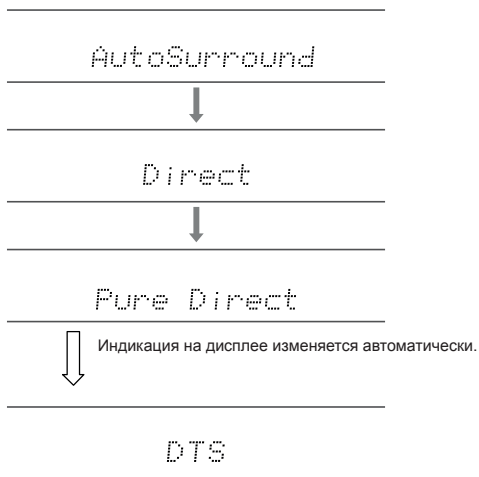 AutoSurround
Direct
Pure Direct
Индикация на дисплее изменяется автоматически.
DTS